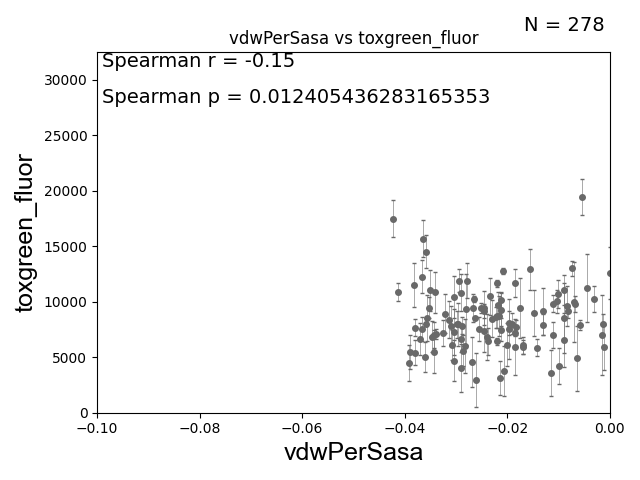 N = 278
vdwPerSasa vs toxgreen_fluor
Spearman r = -0.15
Spearman p = 0.012405436283165353
toxgreen_fluor
30000
25000
20000
15000
10000
5000
0
−0.10 −0.08 −0.06 −0.04 −0.02 0.00
vdwPerSasa